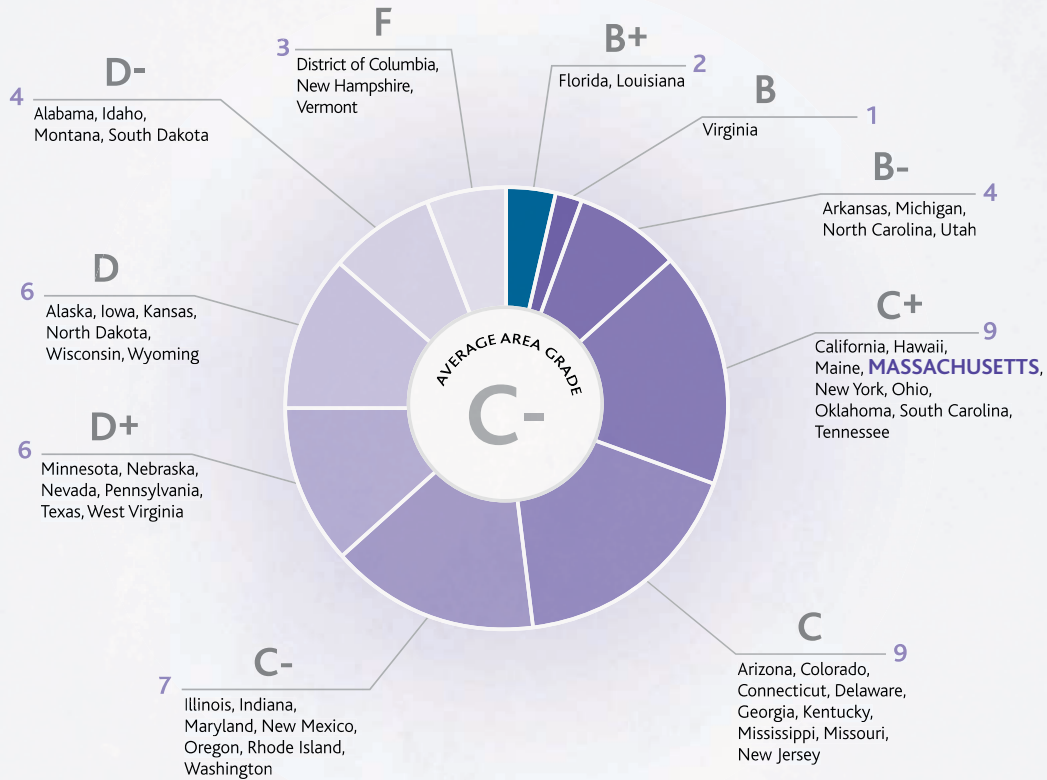 F
3
District of Columbia,
New Hampshire,
Vermont
B+
2
Florida, Louisiana
B
1
Virginia
B-
4
Arkansas, Michigan,
North Carolina, Utah
C+
9
California, Hawaii,
Maine, MASSACHUSETTS,
New York, Ohio,
Oklahoma, South Carolina,
Tennessee
C
9
Arizona, Colorado,
Connecticut, Delaware,
Georgia, Kentucky,
Mississippi, Missouri,
New Jersey
C-
7
Illinois, Indiana,
Maryland, New Mexico,
Oregon, Rhode Island,
Washington
D+
6
Minnesota, Nebraska,
Nevada, Pennsylvania,
Texas, West Virginia
D
6
Alaska, Iowa, Kansas,
North Dakota,
Wisconsin, Wyoming
D-
4
Alabama, Idaho,
Montana, South Dakota
AVERAGE AREA GRADE
C-